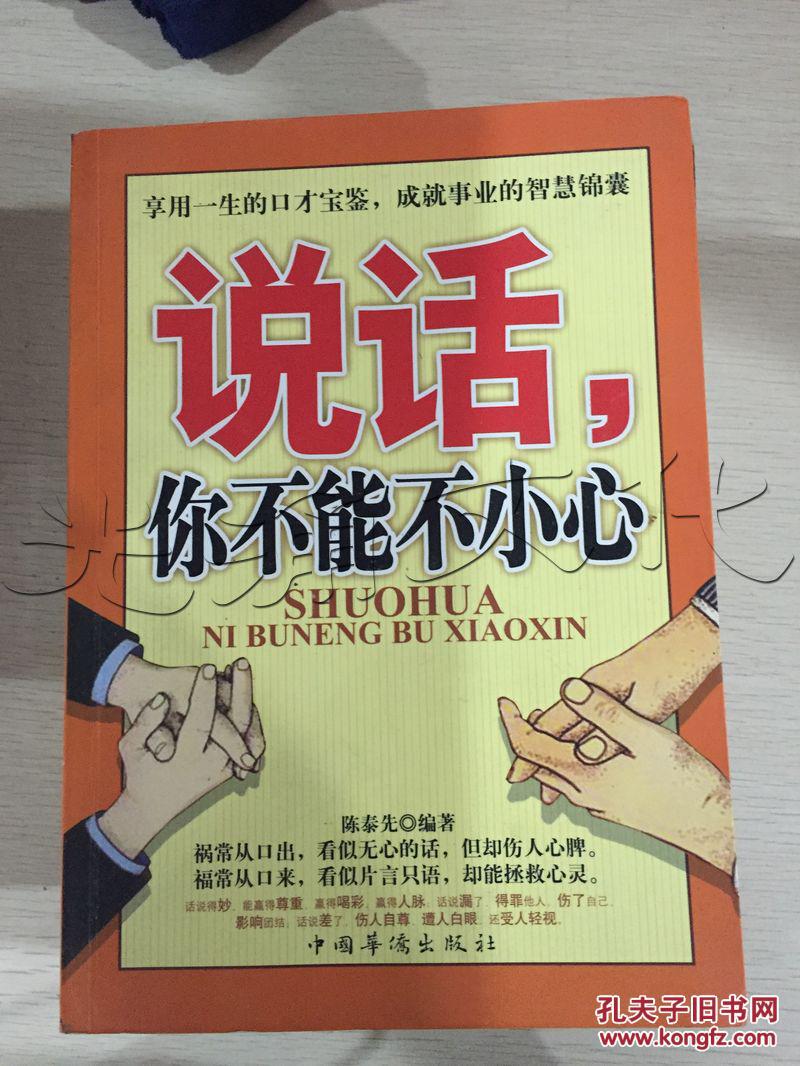 享用一生的口才宝鉴，成就事业的智慧锦囊
说话，
你不能不小心
SHUOHUA
NI BUNENG BU XIAOXIN
陈泰先◎编著
祸常从口出，看似无心的话，但却伤人心脾。
福常从口来，看似片言只语，却能拯救心灵。
话说得妙，能赢得尊重，赢得喝彩，赢得人脉，话说漏了，得罪他人，伤了自己，
影响团结；话说差了，伤人自尊，遭人白眼，还受人轻视。
中國華僑出版社
孔夫子旧书网
www.kongfz.com